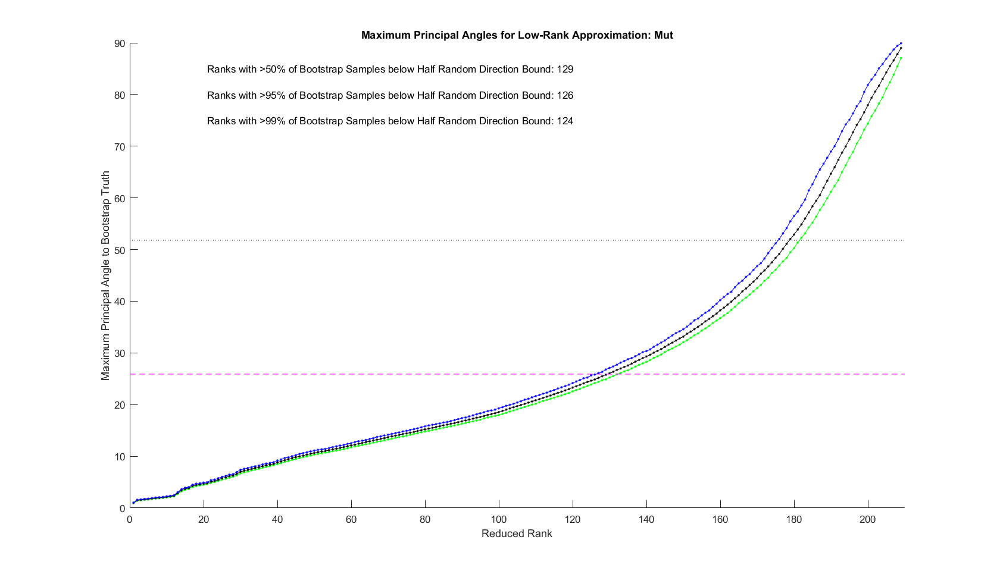 Maximum Principal Angles for Low-Rank Approximation: Mut
Ranks with >50% of Bootstrap Samples below Half Random Direction Bound: 129
Ranks with >95% of Bootstrap Samples below Half Random Direction Bound: 126
Ranks with >99% of Bootstrap Samples below Half Random Direction Bound: 124
Maximum Principal Angle to Bootstrap Truth
90
80
70
60
50
40
30
20
10
0
0 20 40 60 80 100 120 140 160 180 200
Reduced Rank